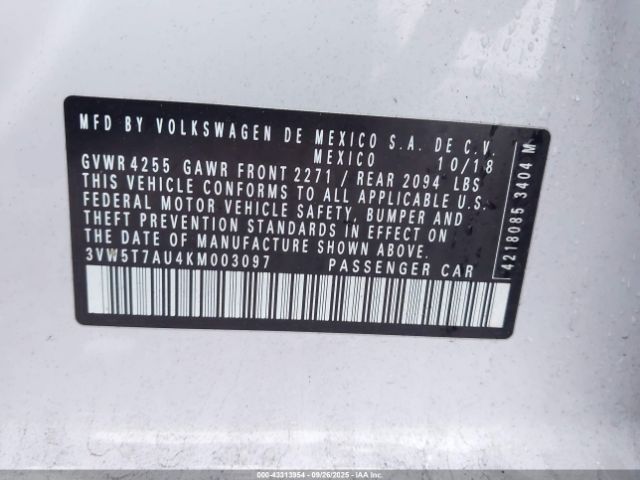 MFD BY VOLKSWAGEN DE MEXICO S.A. DE C.V.
MEXICO 10/18
GVWR 4255 GAWR FRONT 2271 / REAR 2094 LBS
THIS VEHICLE CONFORMS TO ALL APPLICABLE U.S.
FEDERAL MOTOR VEHICLE SAFETY, BUMPER AND
THEFT PREVENTION STANDARDS IN EFFECT ON
THE DATE OF MANUFACTURE SHOWN ABOVE.
3VW5T7AU4KM003097 PASSENGER CAR
4218085 3404 M
000-43313954 - 09/26/2025 - IAAI.COM